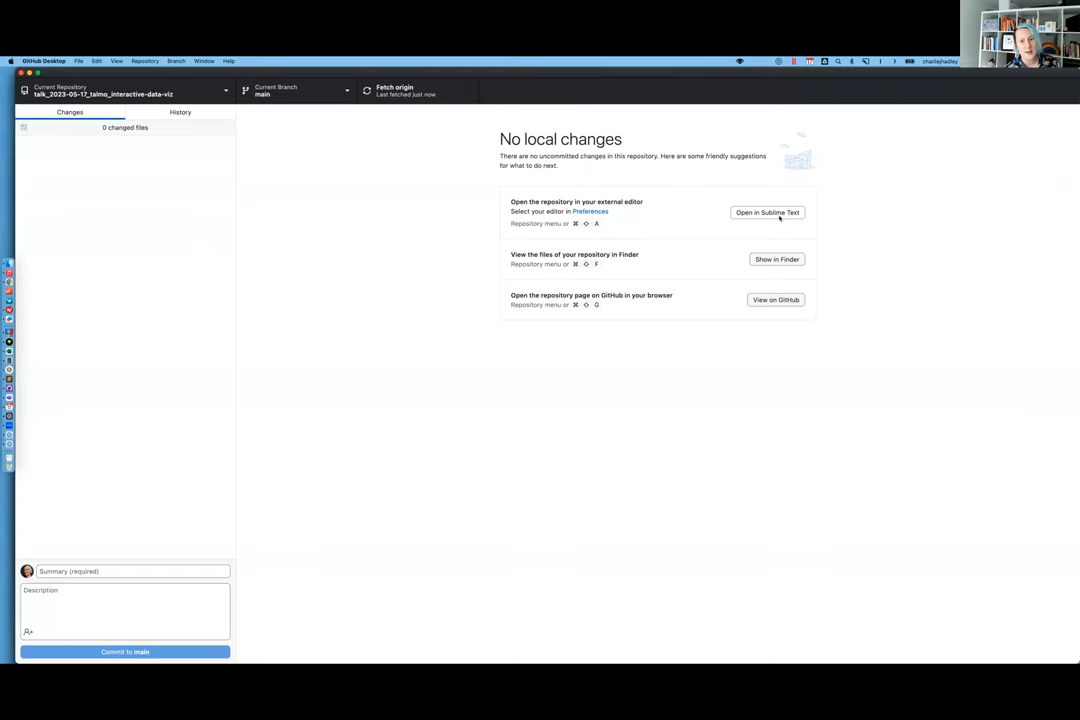 GitHub Desktop File Edit View Repository Branch Window Help
charliejhadley
Current Repository
talk_2023-05-17_talmo_interactive-data-viz
Current Branch
main
Fetch origin
Last fetched just now
Changes History
0 changed files
No local changes
There are no uncommitted changes in this repository. Here are some friendly suggestions
for what to do next.
Open the repository in your external editor
Select your editor in Preferences
Repository menu or ⌘ ⇧ A
Open in Sublime Text
View the files of your repository in Finder
Repository menu or ⌘ ⇧ F
Show in Finder
Open the repository page on GitHub in your browser
Repository menu or ⌘ ⇧ G
View on GitHub
Summary (required)
Description
Commit to main